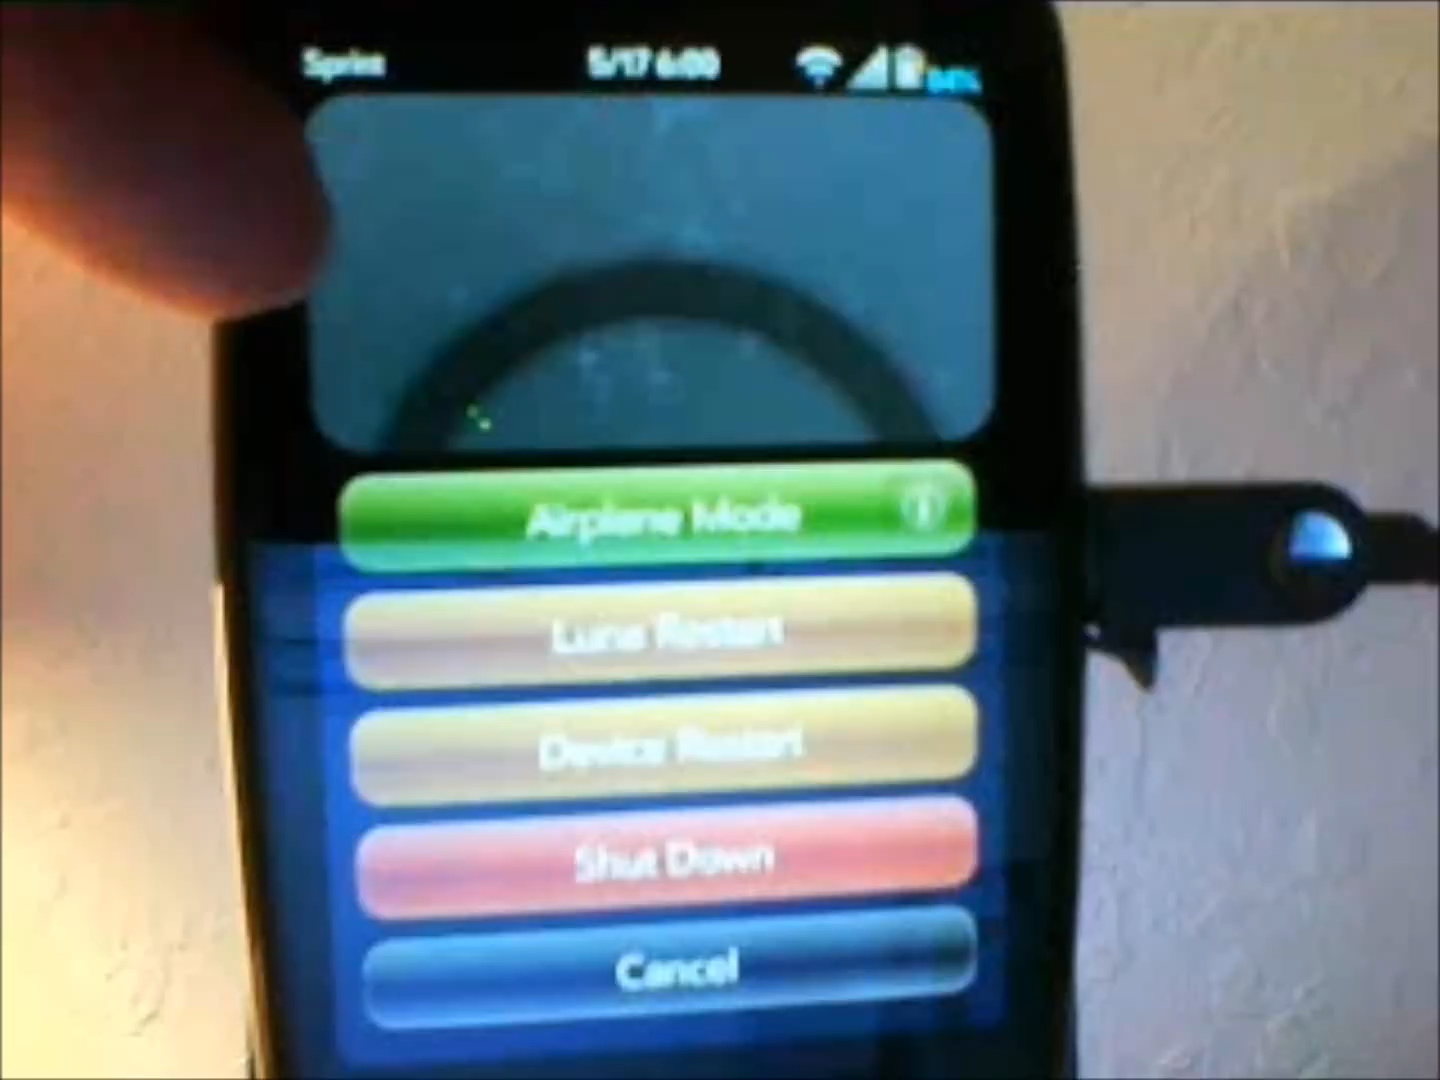 Sprint
5/17 6:00
Airplane Mode
Luna Restart
Device Restart
Shut Down
Cancel